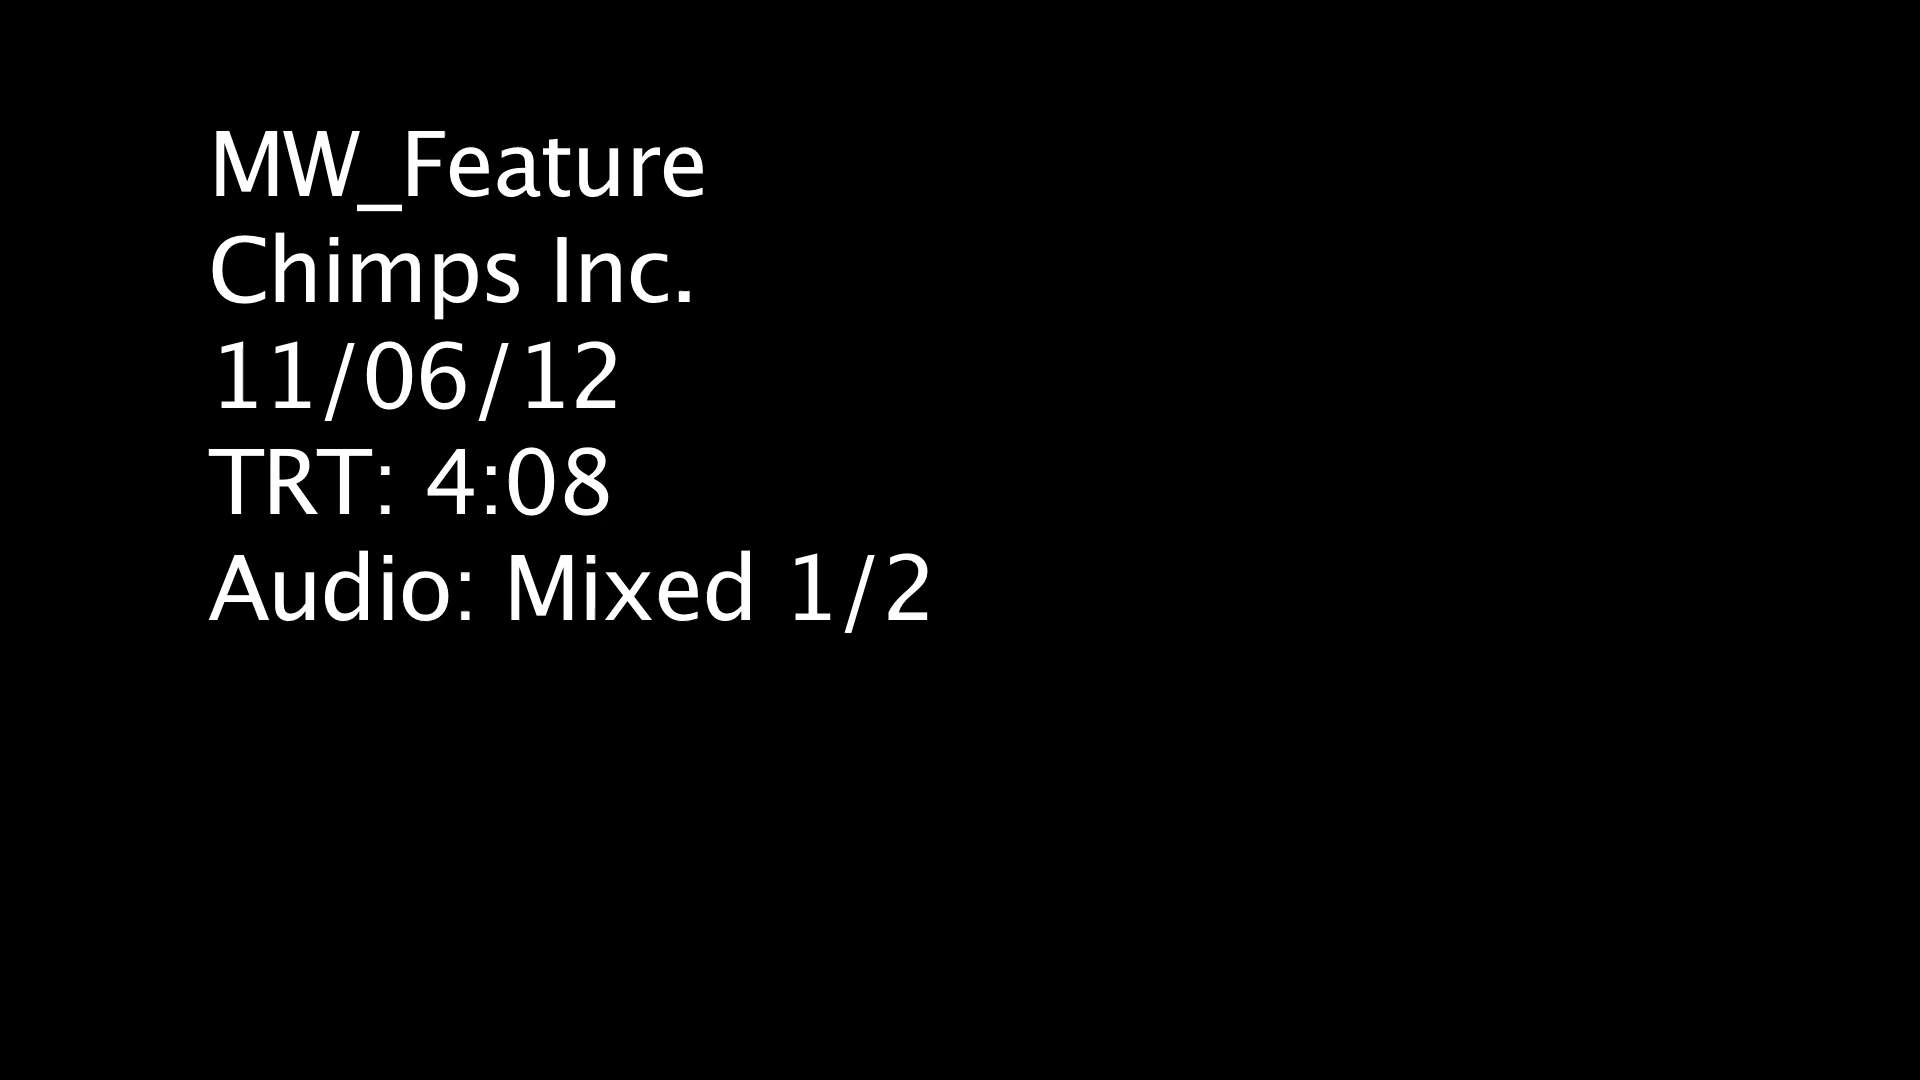 MW_Feature
Chimps Inc.
11/06/12
TRT: 4:08
Audio: Mixed 1/2